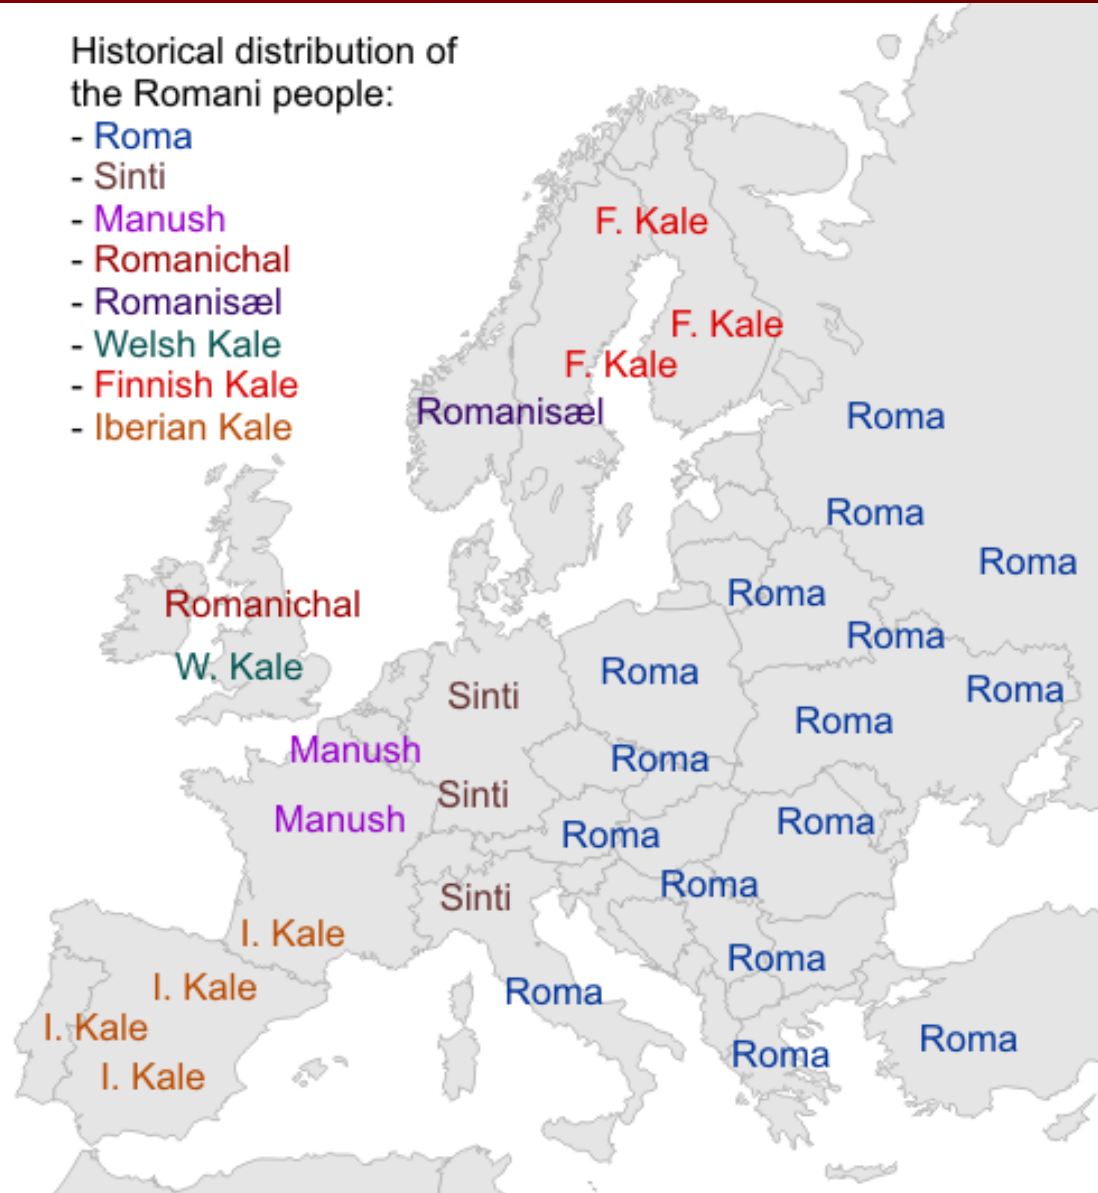 Historical distribution of
the Romani people:
- Roma
- Sinti
- Manush
- Romanichal
- Romanisæl
- Welsh Kale
- Finnish Kale
- Iberian Kale
F. Kale
F. Kale
F. Kale
Romanisæl
Roma
Roma
Roma
Roma
Romanichal
Roma
W. Kale
Roma
Sinti
Roma
Roma
Manush
Roma
Sinti
Manush
Roma
Roma
Roma
Sinti
I. Kale
Roma
I. Kale
Roma
I. Kale
Roma
Roma
I. Kale